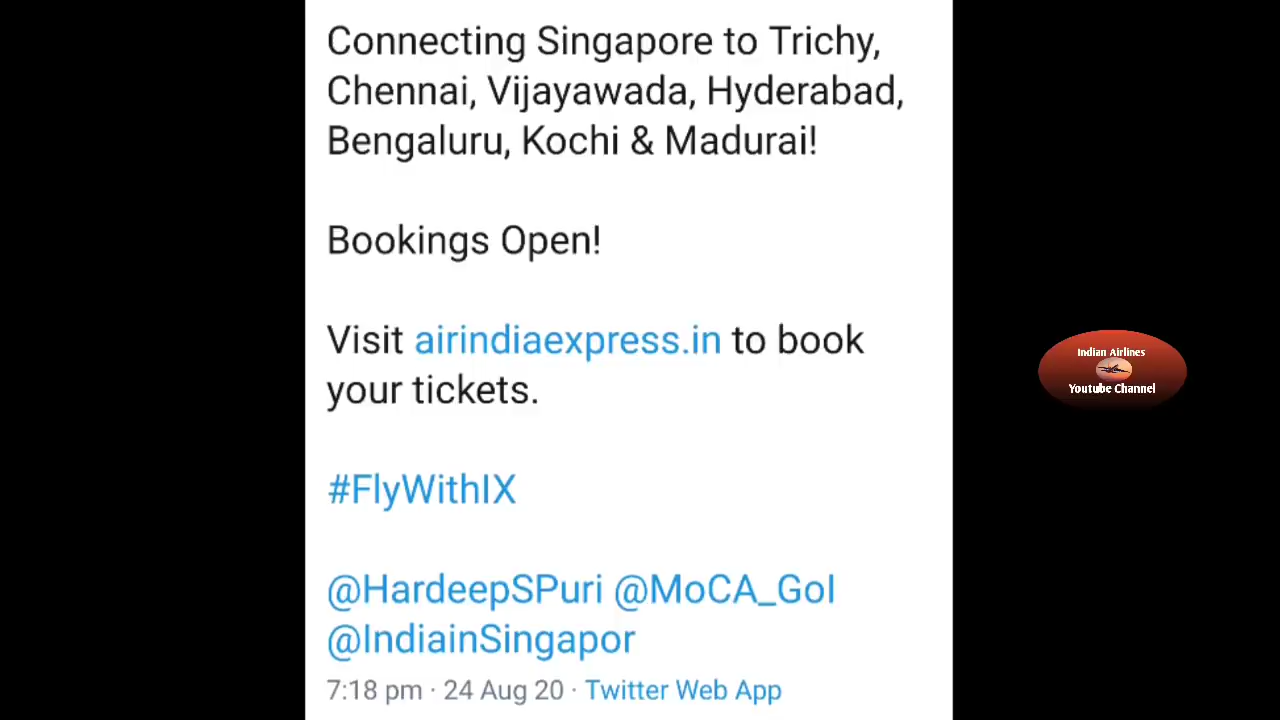 Connecting Singapore to Trichy,
Chennai, Vijayawada, Hyderabad,
Bengaluru, Kochi & Madurai!
Bookings Open!
Visit airindiaexpress.in to book
your tickets.
#FlyWithIX
@HardeepSPuri @MoCA_GoI
@IndiainSingapor
7:18 pm · 24 Aug 20 · Twitter Web App
Indian Airlines
Youtube Channel